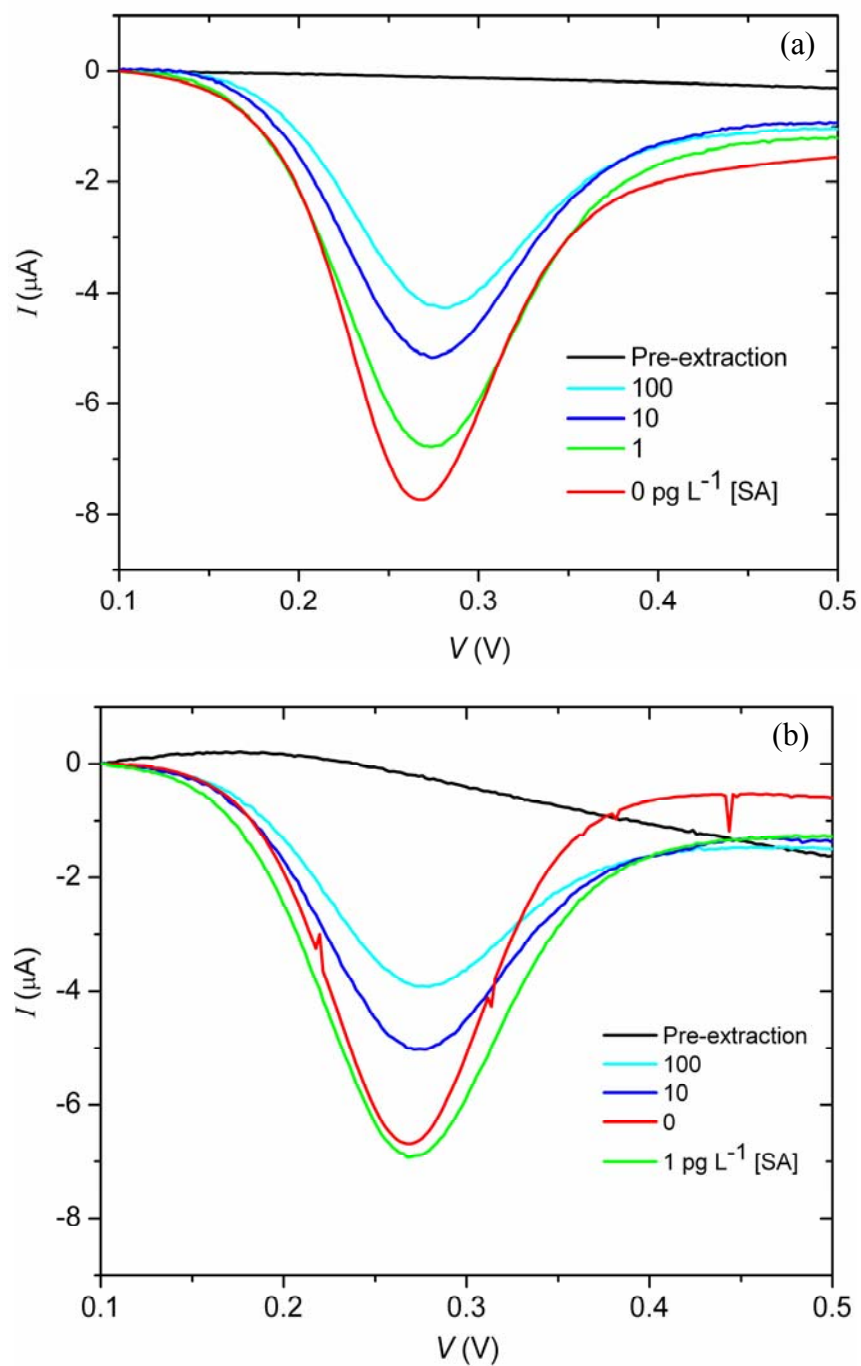 (a)
0
-2
-4
-6
-8
I (μA)
Pre-extraction
100
10
1
0 pg L⁻¹ [SA]
0.1 0.2 0.3 0.4 0.5
V (V)
(b)
0
-2
-4
-6
-8
I (μA)
Pre-extraction
100
10
0
1 pg L⁻¹ [SA]
0.1 0.2 0.3 0.4 0.5
V (V)